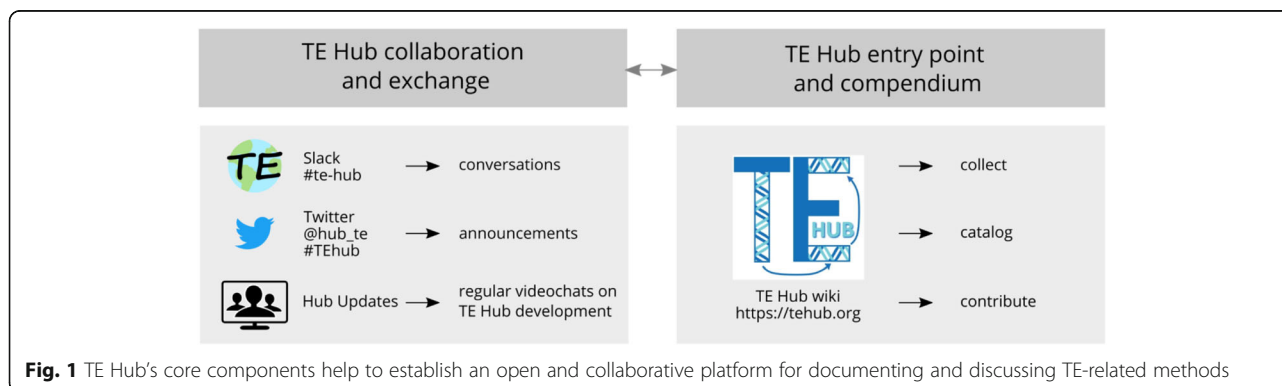 TE Hub collaboration
and exchange
TE Hub entry point
and compendium
TE
Slack
#te-hub
conversations
Twitter
@hub_te
#TEhub
announcements
Hub Updates
regular videochats on
TE Hub development
TE
HUB
TE Hub wiki
https://tehub.org
collect
catalog
contribute
Fig. 1 TE Hub's core components help to establish an open and collaborative platform for documenting and discussing TE-related methods